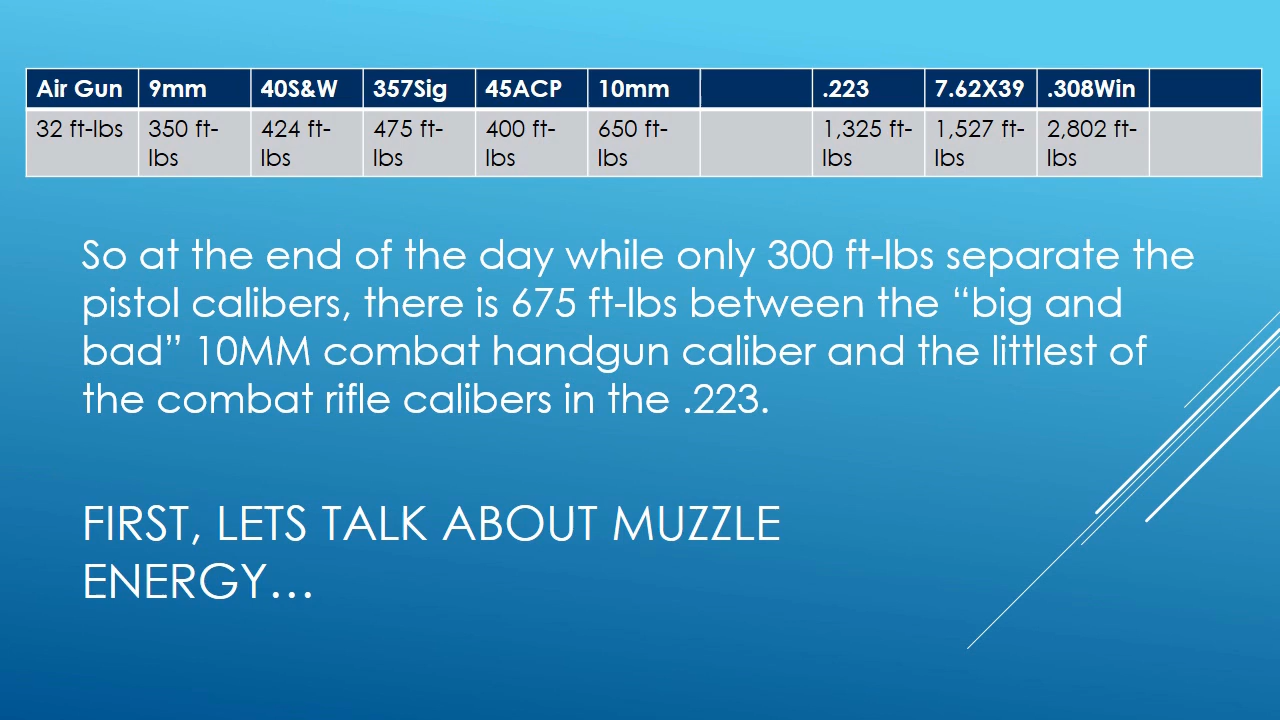 Air Gun 9mm 40S&W 357Sig 45ACP 10mm .223 7.62X39 .308Win
32 ft-lbs 350 ft- 424 ft- 475 ft- 400 ft- 650 ft- 1,325 ft- 1,527 ft- 2,802 ft-
lbs lbs lbs lbs lbs lbs lbs lbs
So at the end of the day while only 300 ft-lbs separate the
pistol calibers, there is 675 ft-lbs between the “big and
bad” 10MM combat handgun caliber and the littlest of
the combat rifle calibers in the .223.
FIRST, LETS TALK ABOUT MUZZLE
ENERGY…